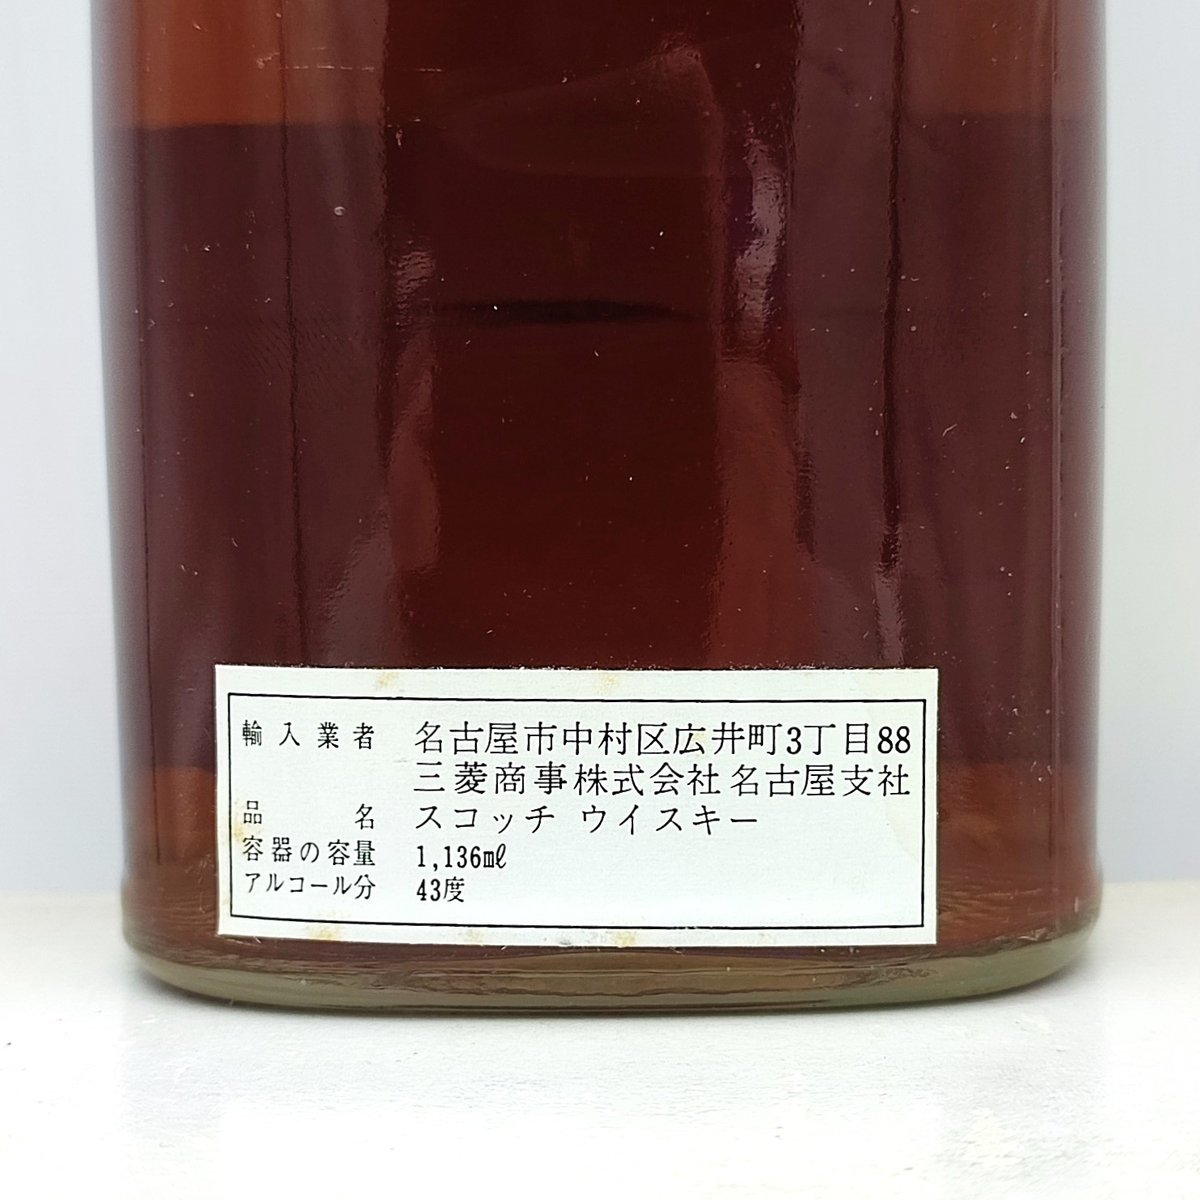 輸入業者 名古屋市中村区広井町3丁目88
三菱商事株式会社 名古屋支社
品名 スコッチ ウイスキー
容器の容量 1,136㎖
アルコール分 43度